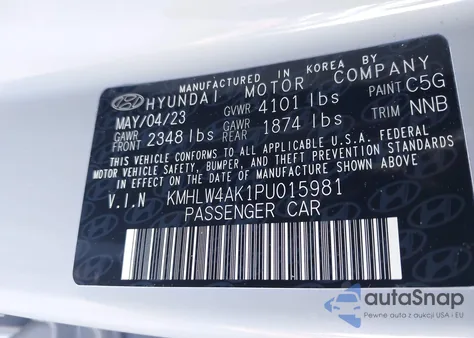 MANUFACTURED IN KOREA BY
HYUNDAI MOTOR COMPANY
MAY/04/23 GVWR 4101 lbs PAINT C5G
GAWR FRONT 2348 lbs GAWR REAR 1874 lbs TRIM NNB
THIS VEHICLE CONFORMS TO ALL APPLICABLE U.S.A. FEDERAL
MOTOR VEHICLE SAFETY, BUMPER, AND THEFT PREVENTION STANDARDS
IN EFFECT ON THE DATE OF MANUFACTURE SHOWN ABOVE.
V.I.N KMHLW4AK1PU015981
PASSENGER CAR
autoSnap
Pewne auta z aukcji USA i EU